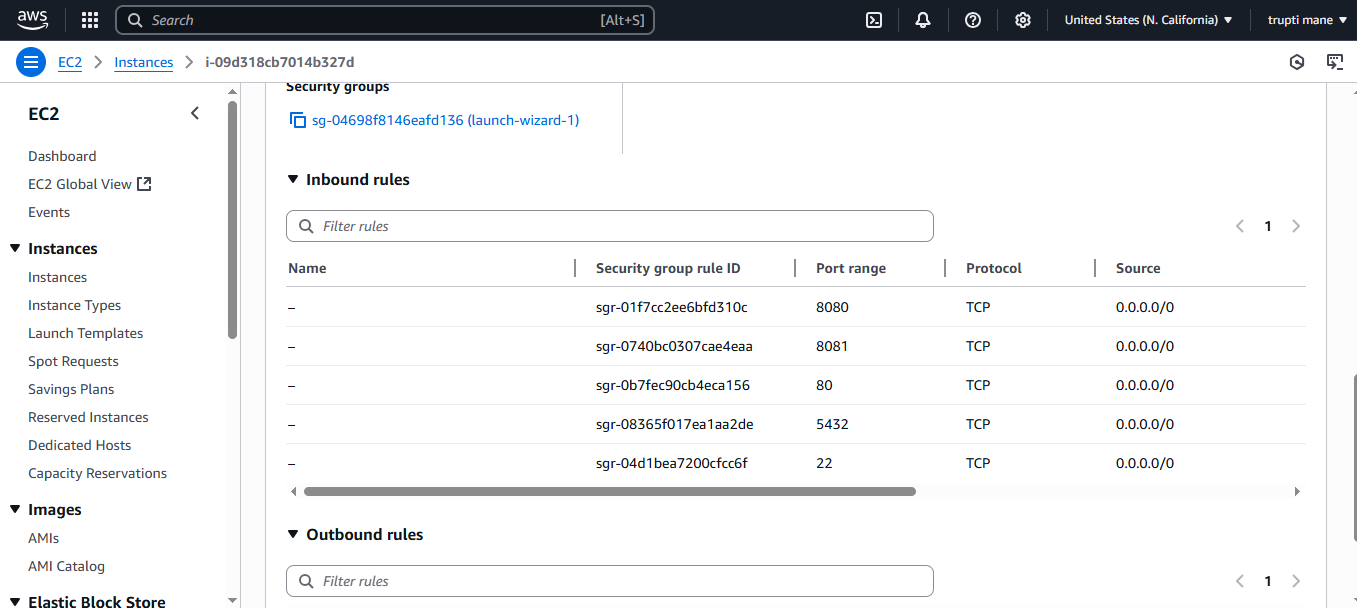 aws
Search [Alt+S]
United States (N. California) trupti mane
EC2 Instances i-09d318cb7014b327d
EC2
Dashboard
EC2 Global View
Events
Instances
Instances
Instance Types
Launch Templates
Spot Requests
Savings Plans
Reserved Instances
Dedicated Hosts
Capacity Reservations
Images
AMIs
AMI Catalog
Elastic Block Store
Security groups
sg-04698f8146eafd136 (launch-wizard-1)
Inbound rules
Filter rules
1
Name Security group rule ID Port range Protocol Source
– sgr-01f7cc2ee6bfd310c 8080 TCP 0.0.0.0/0
– sgr-0740bc0307cae4eaa 8081 TCP 0.0.0.0/0
– sgr-0b7fec90cb4eca156 80 TCP 0.0.0.0/0
– sgr-08365f017ea1aa2de 5432 TCP 0.0.0.0/0
– sgr-04d1bea7200cfcc6f 22 TCP 0.0.0.0/0
Outbound rules
Filter rules
1